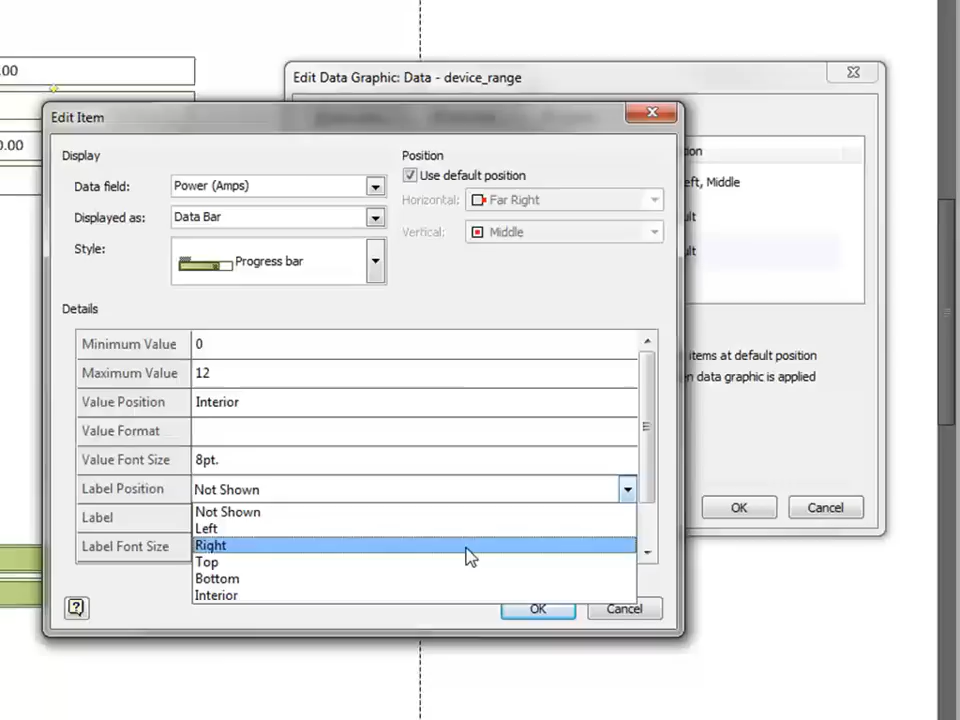 .00
Edit Data Graphic: Data - device_range
Edit Item
0.00
Display
Position
Data field:
Power (Amps)
Use default position
Horizontal:
Far Right
eft, Middle
Displayed as:
Data Bar
Vertical:
Middle
Style:
Progress bar
Details
Minimum Value
0
items at default position
Maximum Value
12
data graphic is applied
Value Position
Interior
Value Format
Value Font Size
8pt.
Label Position
Not Shown
OK
Cancel
Label
Not Shown
Left
Label Font Size
Right
Top
Bottom
Interior
?
OK
Cancel